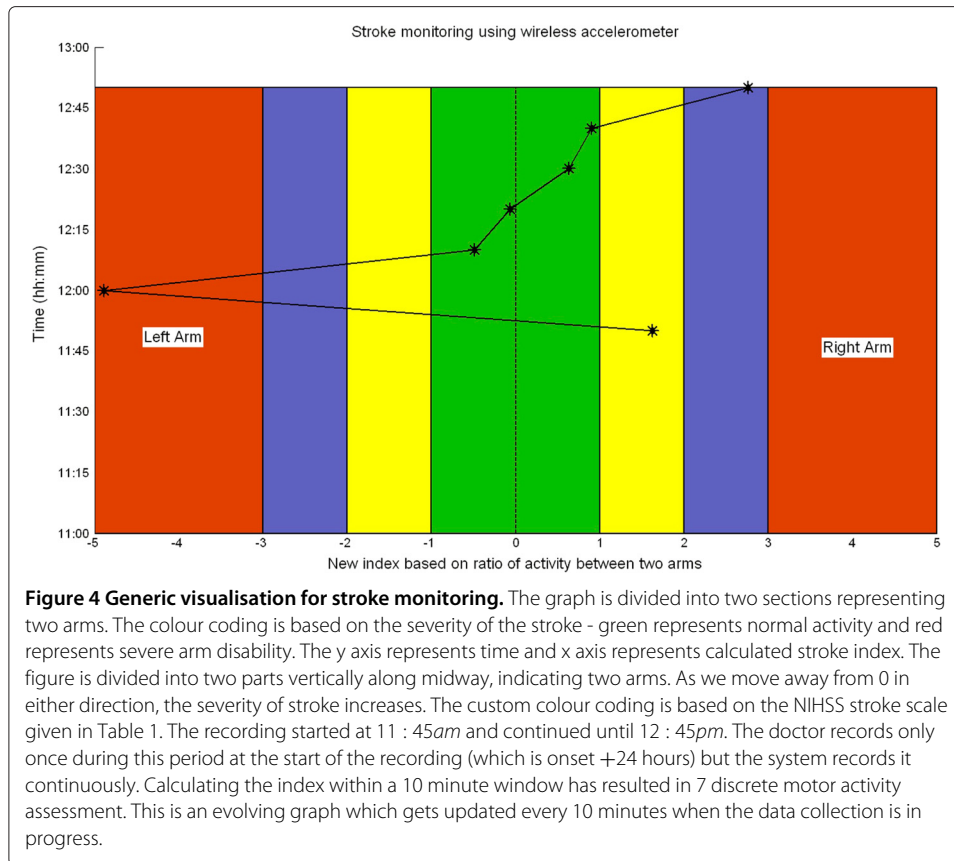 Stroke monitoring using wireless accelerometer
13:00
12:45
12:30
12:15
12:00
11:45
11:30
11:15
11:00
Time (hh:mm)
Left Arm
Right Arm
-5 -4 -3 -2 -1 0 1 2 3 4 5
New index based on ratio of activity between two arms
Figure 4 Generic visualisation for stroke monitoring. The graph is divided into two sections representing
two arms. The colour coding is based on the severity of the stroke - green represents normal activity and red
represents severe arm disability. The y axis represents time and x axis represents calculated stroke index. The
figure is divided into two parts vertically along midway, indicating two arms. As we move away from 0 in
either direction, the severity of stroke increases. The custom colour coding is based on the NIHSS stroke scale
given in Table 1. The recording started at 11 : 45am and continued until 12 : 45pm. The doctor records only
once during this period at the start of the recording (which is onset +24 hours) but the system records it
continuously. Calculating the index within a 10 minute window has resulted in 7 discrete motor activity
assessment. This is an evolving graph which gets updated every 10 minutes when the data collection is in
progress.